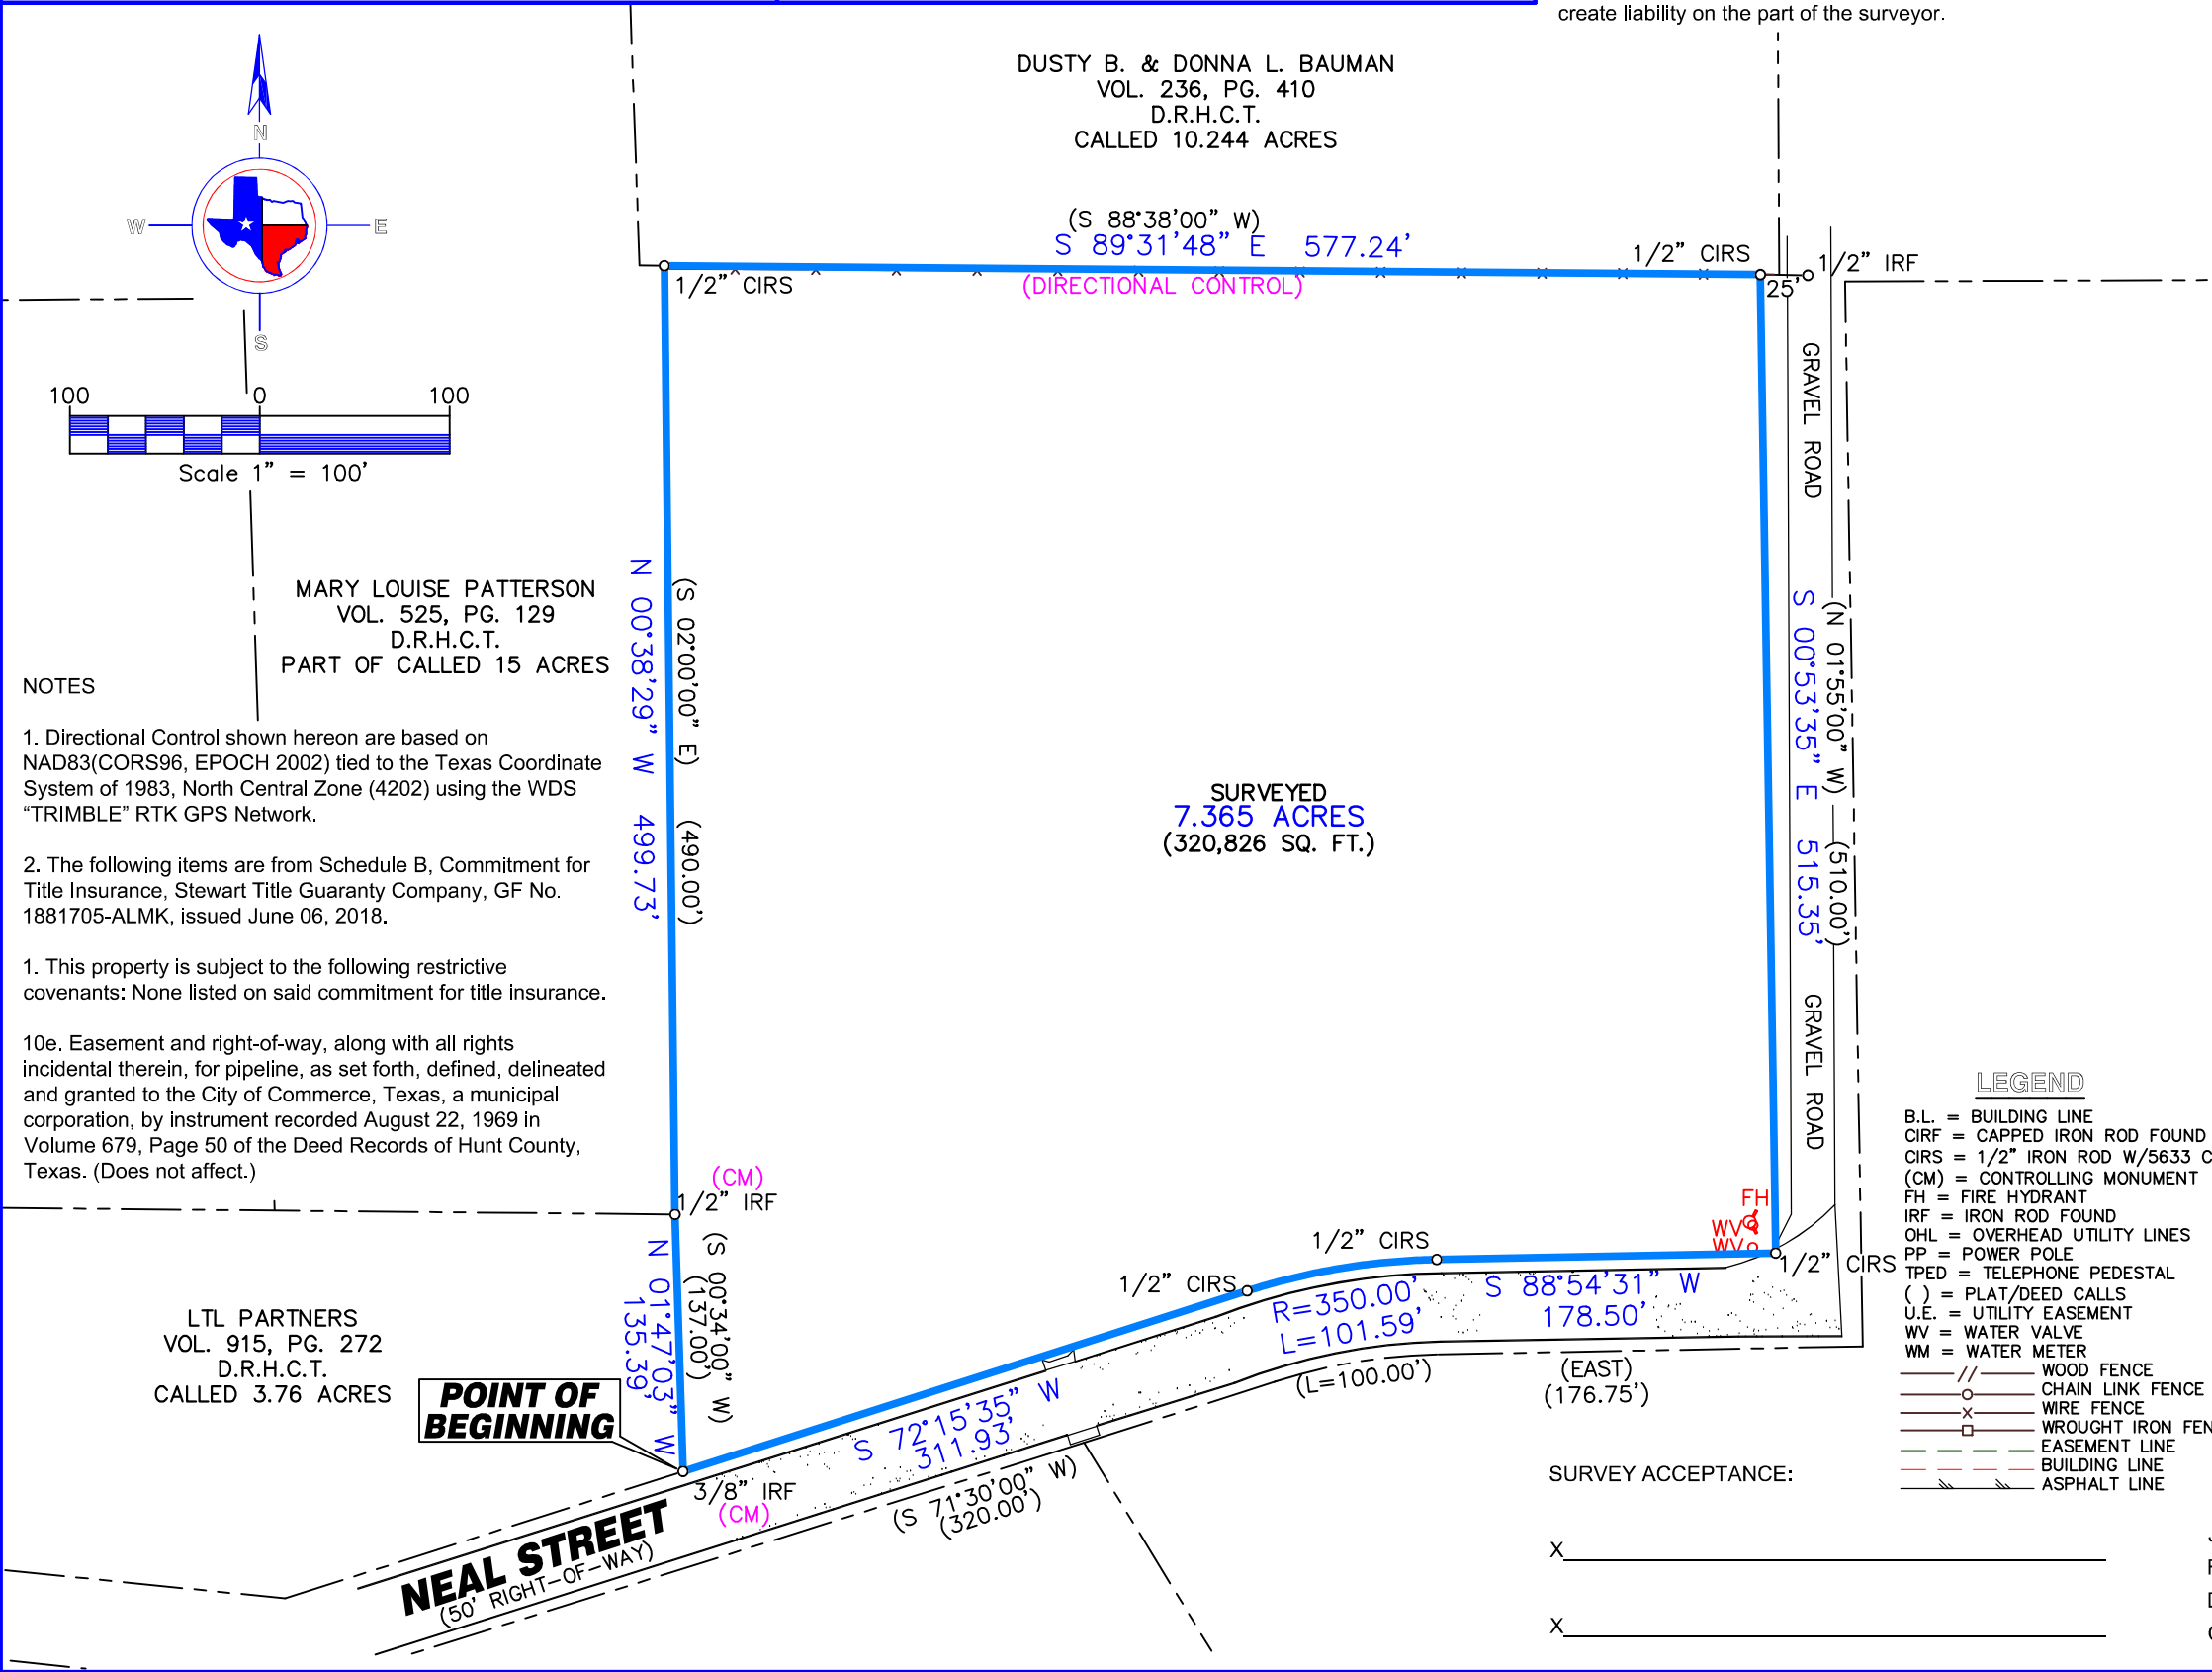 create liability on the part of the surveyor.
DUSTY B. & DONNA L. BAUMAN
VOL. 236, PG. 410
D.R.H.C.T.
CALLED 10.244 ACRES
N
W
E
S
(S 88°38'00" W)
S 89°31'48" E 577.24'
(DIRECTIONAL CONTROL)
1/2" CIRS
1/2" CIRS
1/2" IRF
25'
100 0 100
Scale 1" = 100'
GRAVEL ROAD
N 00°38'29" W 499.73'
(S 02°00'00" E) (490.00')
S 00°53'35" E 515.35'
(N 01°55'00" W) (510.00')
MARY LOUISE PATTERSON
VOL. 525, PG. 129
D.R.H.C.T.
PART OF CALLED 15 ACRES
NOTES
1. Directional Control shown hereon are based on
NAD83(CORS96, EPOCH 2002) tied to the Texas Coordinate
System of 1983, North Central Zone (4202) using the WDS
“TRIMBLE” RTK GPS Network.
2. The following items are from Schedule B, Commitment for
Title Insurance, Stewart Title Guaranty Company, GF No.
1881705-ALMK, issued June 06, 2018.
1. This property is subject to the following restrictive
covenants: None listed on said commitment for title insurance.
10e. Easement and right-of-way, along with all rights
incidental therein, for pipeline, as set forth, defined, delineated
and granted to the City of Commerce, Texas, a municipal
corporation, by instrument recorded August 22, 1969 in
Volume 679, Page 50 of the Deed Records of Hunt County,
Texas. (Does not affect.)
SURVEYED
7.365 ACRES
(320,826 SQ. FT.)
GRAVEL ROAD
(CM)
1/2" IRF
N 01°47'03" W
135.39'
(S 00°34'00" W)
(137.00')
FH
WV
WV
1/2" CIRS
1/2" CIRS
1/2" CIRS
R=350.00'
L=101.59'
S 88°54'31" W
178.50'
(L=100.00')
(EAST)
(176.75')
LTL PARTNERS
VOL. 915, PG. 272
D.R.H.C.T.
CALLED 3.76 ACRES
POINT OF
BEGINNING
S 72°15'35" W
311.93'
(S 71°30'00" W)
(320.00')
3/8" IRF
(CM)
NEAL STREET
(50' RIGHT-OF-WAY)
LEGEND
B.L. = BUILDING LINE
CIRF = CAPPED IRON ROD FOUND
CIRS = 1/2" IRON ROD W/5633 C
(CM) = CONTROLLING MONUMENT
FH = FIRE HYDRANT
IRF = IRON ROD FOUND
OHL = OVERHEAD UTILITY LINES
PP = POWER POLE
TPED = TELEPHONE PEDESTAL
( ) = PLAT/DEED CALLS
U.E. = UTILITY EASEMENT
WV = WATER VALVE
WM = WATER METER
WOOD FENCE
CHAIN LINK FENCE
WIRE FENCE
WROUGHT IRON FEN
EASEMENT LINE
BUILDING LINE
ASPHALT LINE
SURVEY ACCEPTANCE:
X
X